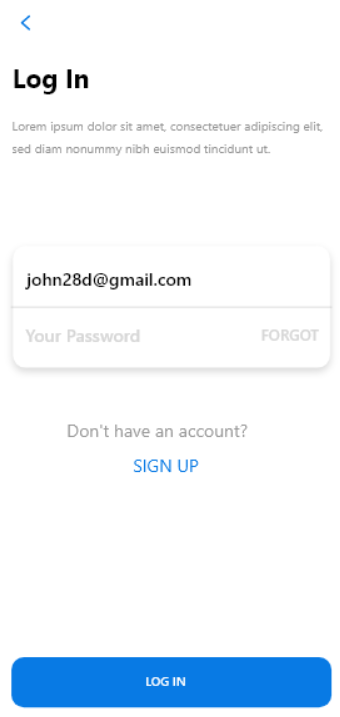 Log In
Lorem ipsum dolor sit amet, consectetuer adipiscing elit,
sed diam nonummy nibh euismod tincidunt ut.
john28d@gmail.com
Your Password FORGOT
Don't have an account?
SIGN UP
LOG IN